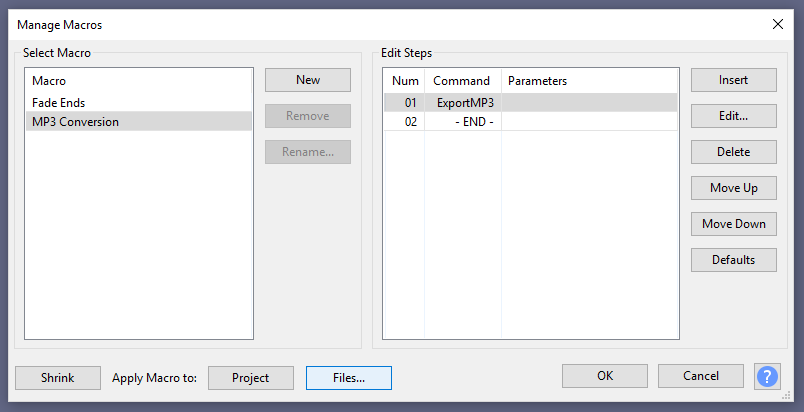 Manage Macros
Select Macro
Macro
Fade Ends
MP3 Conversion
New
Remove
Rename...
Edit Steps
Num Command Parameters
01 ExportMP3
02 - END -
Insert
Edit...
Delete
Move Up
Move Down
Defaults
Shrink Apply Macro to: Project Files... OK Cancel ?